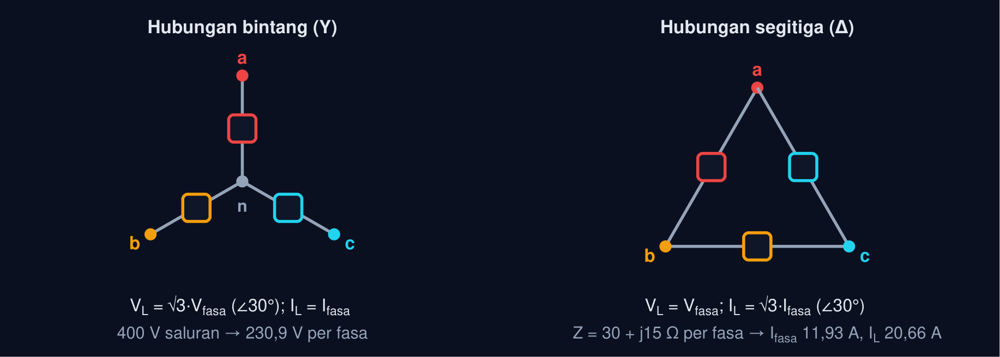 Hubungan bintang (Y)
a
n
b
c
V_L = √3·V_fasa (∠30°); I_L = I_fasa
400 V saluran → 230,9 V per fasa
Hubungan segitiga (Δ)
a
b
c
V_L = V_fasa; I_L = √3·I_fasa (∠30°)
Z = 30 + j15 Ω per fasa → I_fasa 11,93 A, I_L 20,66 A